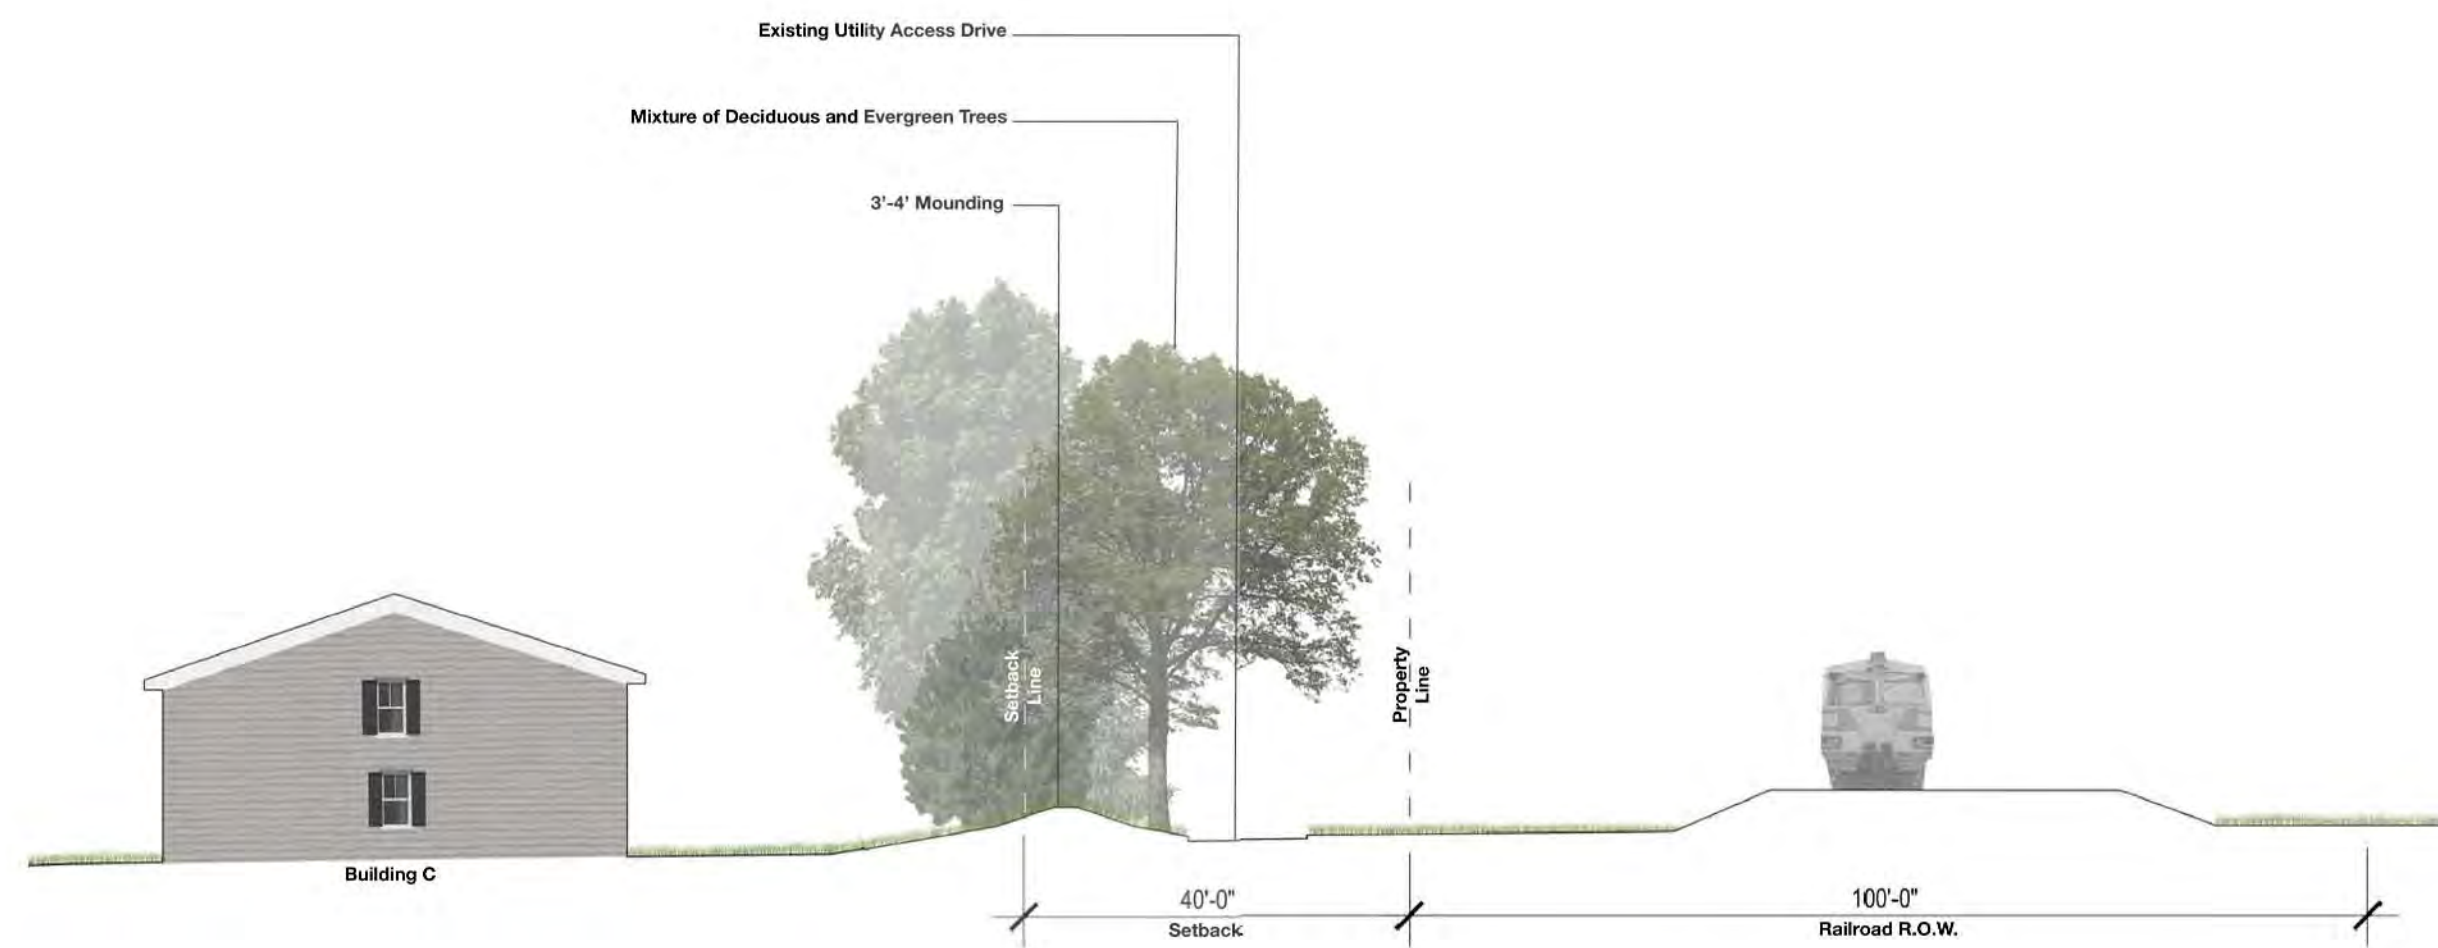 Existing Utility Access Drive
Mixture of Deciduous and Evergreen Trees
3'-4' Mounding
Setback
Line
Property
Line
Building C
40'-0"
Setback
100'-0"
Railroad R.O.W.